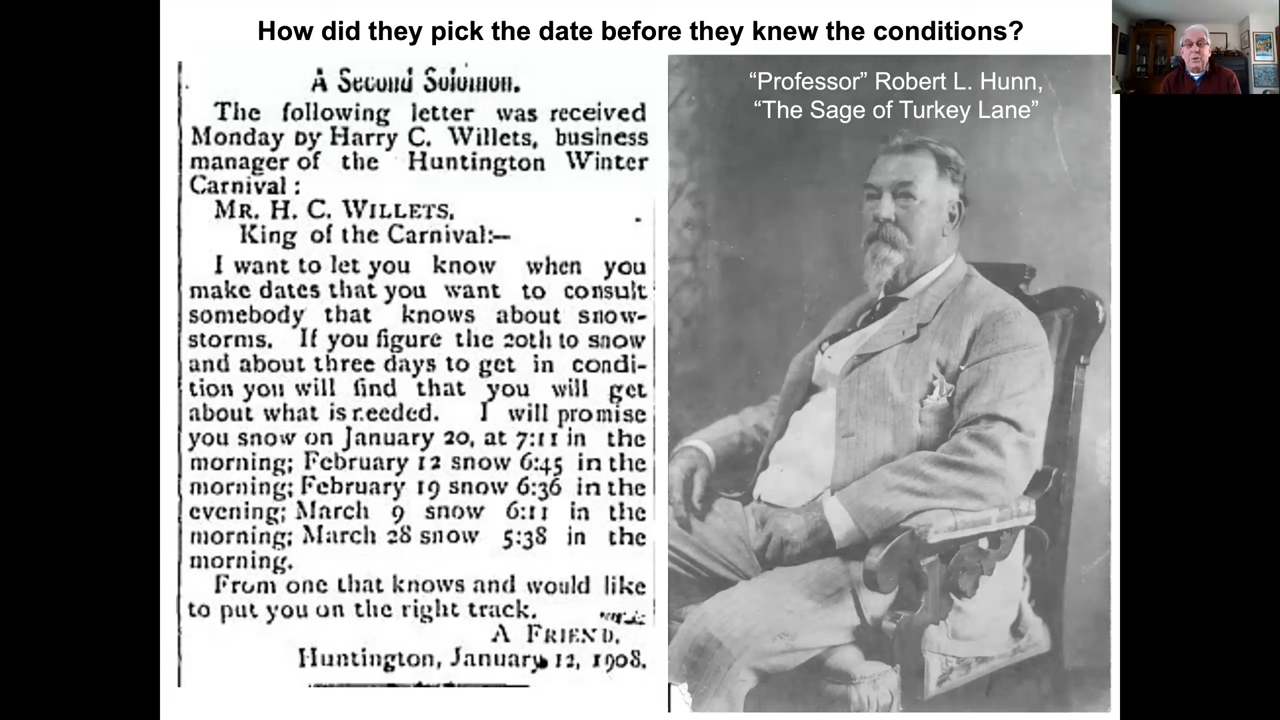 How did they pick the date before they knew the conditions?
A Second Solomon.
The following letter was received
Monday by Harry C. Willets, business
manager of the Huntington Winter
Carnival :
MR. H. C. WILLETS,
King of the Carnival:—
I want to let you know when you
make dates that you want to consult
somebody that knows about snow-
storms. If you figure the 20th to snow
and about three days to get in condi-
tion you will find that you will get
about what is needed. I will promise
you snow on January 20, at 7:11 in the
morning; February 12 snow 6:45 in the
morning; February 19 snow 6:36 in the
evening; March 9 snow 6:11 in the
morning; March 28 snow 5:38 in the
morning.
From one that knows and would like
to put you on the right track.
A FRIEND.
Huntington, January 12, 1908.
“Professor” Robert L. Hunn,
“The Sage of Turkey Lane”